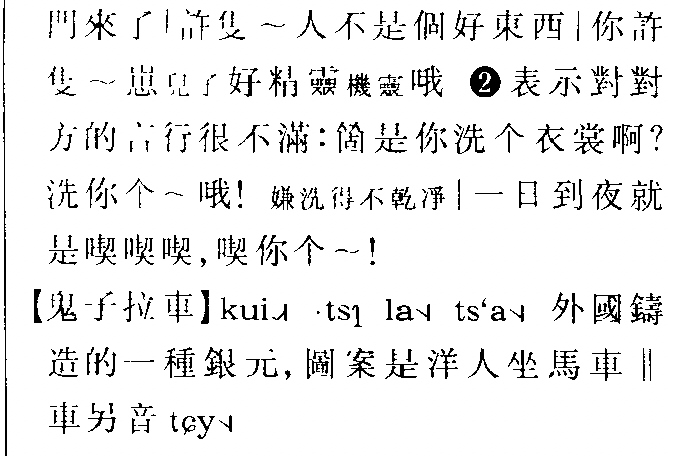 門來了|許隻～人不是個好東西|你許
隻～崽兒了好精靈機靈哦 ❷表示對對
方的言行很不滿：箇是你洗个衣裳啊？
洗你个～哦！嫌洗得不乾淨|一日到夜就
是喫喫喫，喫你个～！
【鬼子拉車】kui˩ ·tsɿ la˧ tsʻa˧ 外國鑄
造的一種銀元，圖案是洋人坐馬車‖
車另音 tɕy˧